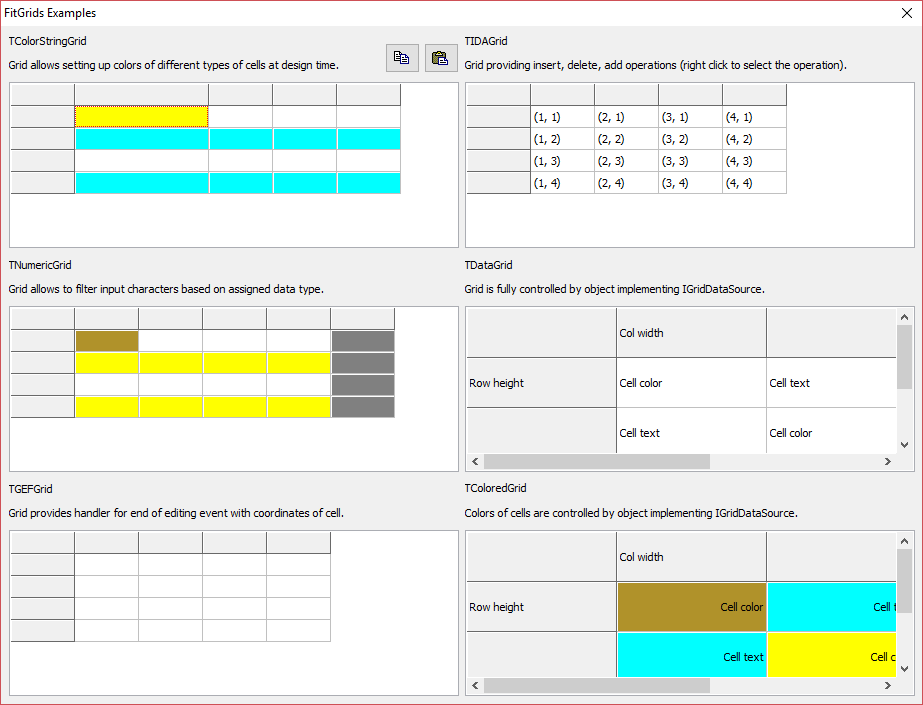 FitGrids Examples
TColorStringGrid
Grid allows setting up colors of different types of cells at design time.
TIDAGrid
Grid providing insert, delete, add operations (right click to select the operation).
(1, 1) (2, 1) (3, 1) (4, 1)
(1, 2) (2, 2) (3, 2) (4, 2)
(1, 3) (2, 3) (3, 3) (4, 3)
(1, 4) (2, 4) (3, 4) (4, 4)
TNumericGrid
Grid allows to filter input characters based on assigned data type.
TDataGrid
Grid is fully controlled by object implementing IGridDataSource.
Col width
Row height Cell color Cell text
Cell text Cell color
TGEFGrid
Grid provides handler for end of editing event with coordinates of cell.
TColoredGrid
Colors of cells are controlled by object implementing IGridDataSource.
Col width
Row height Cell color Cell t
Cell text Cell c